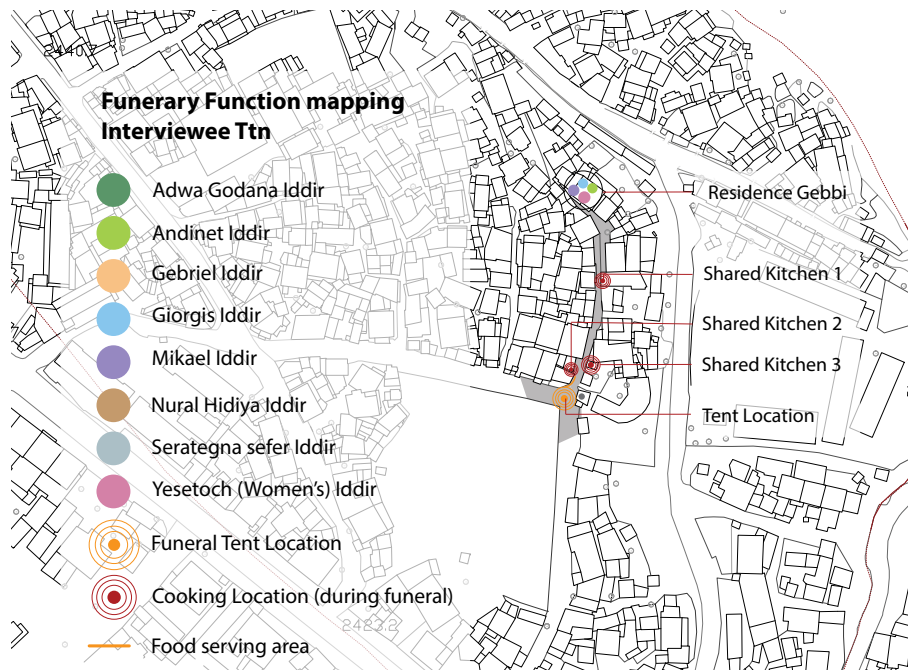 2440.7
Funerary Function mapping
Interviewee Ttn
Adwa Godana Iddir
Andinet Iddir
Gebriel Iddir
Giorgis Iddir
Mikael Iddir
Nural Hidiya Iddir
Serategna sefer Iddir
Yesetoch (Women's) Iddir
Funeral Tent Location
Cooking Location (during funeral)
2423.2
Food serving area
Residence Gebbi
Shared Kitchen 1
Shared Kitchen 2
Shared Kitchen 3
Tent Location